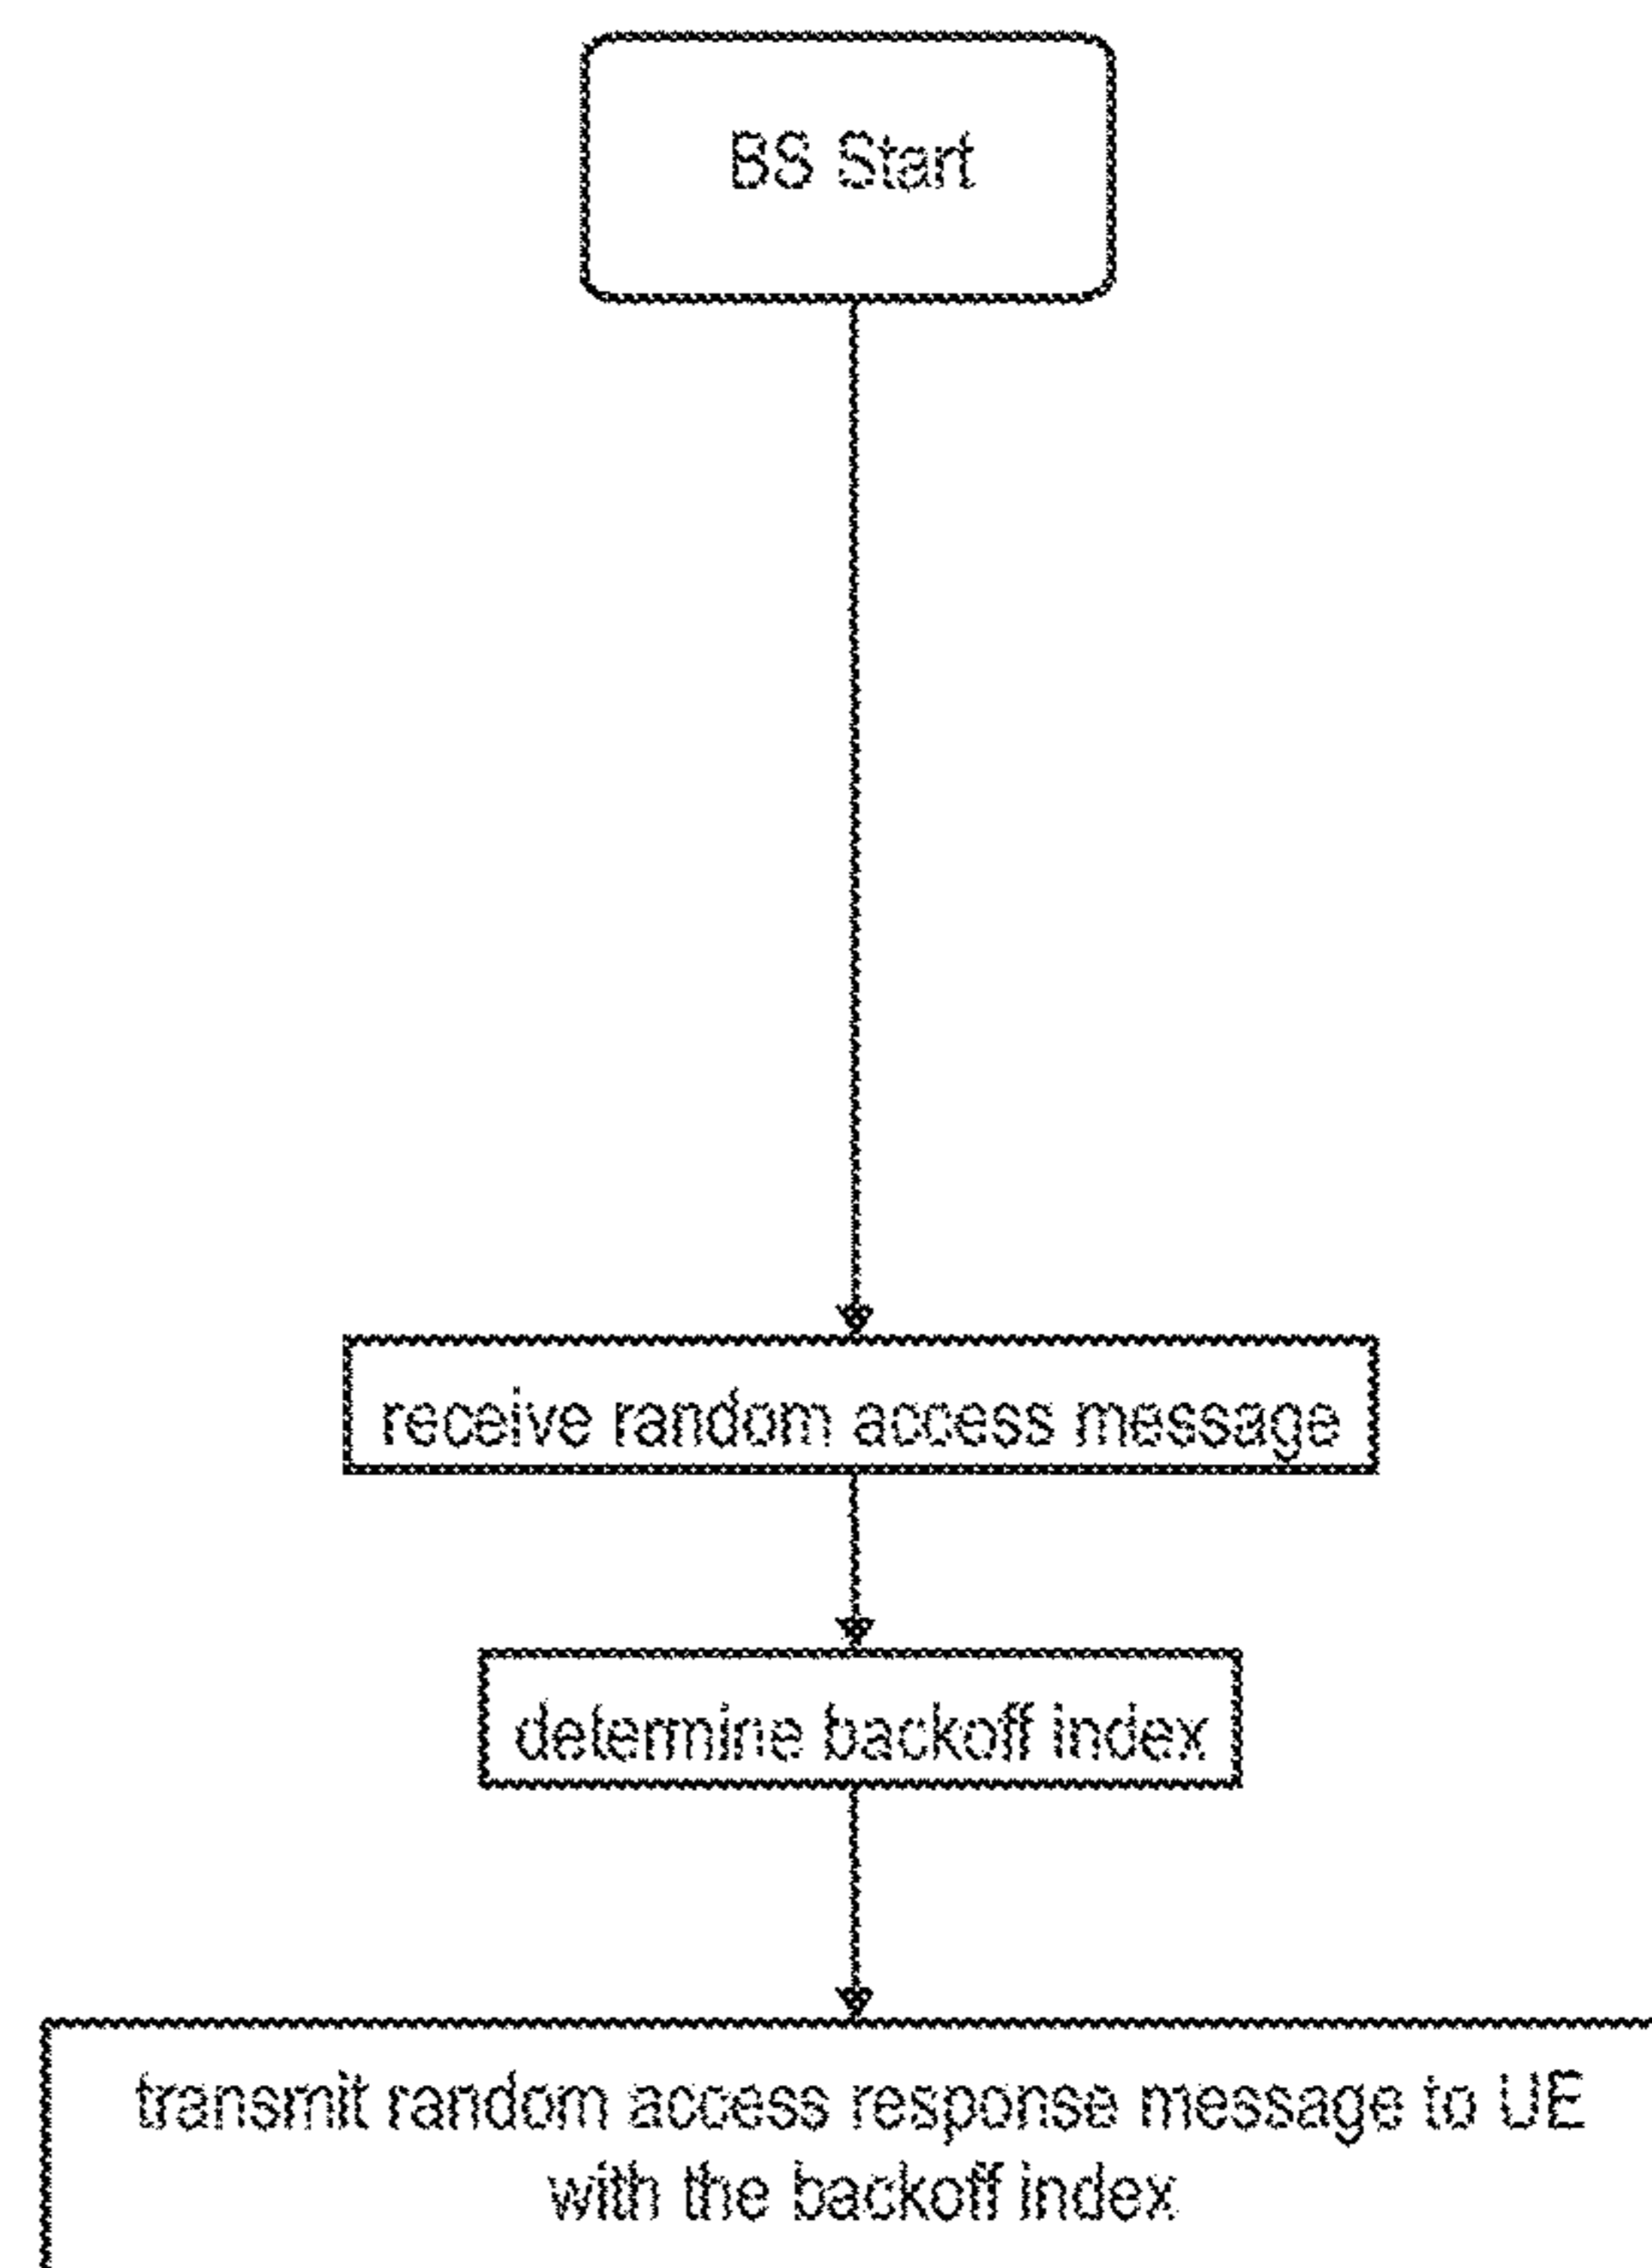 BS Start
receive random access message
determine backoff index
transmit random access response message to UE
with the backoff index